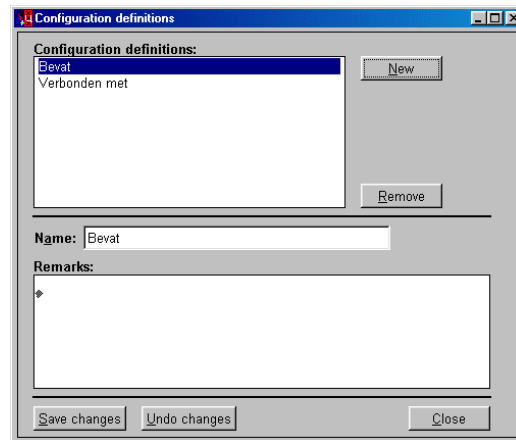 Configuration definitions
Configuration definitions:
Bevat
New
Verbonden met
Remove
Name: Bevat
Remarks:
Save changes Undo changes Close